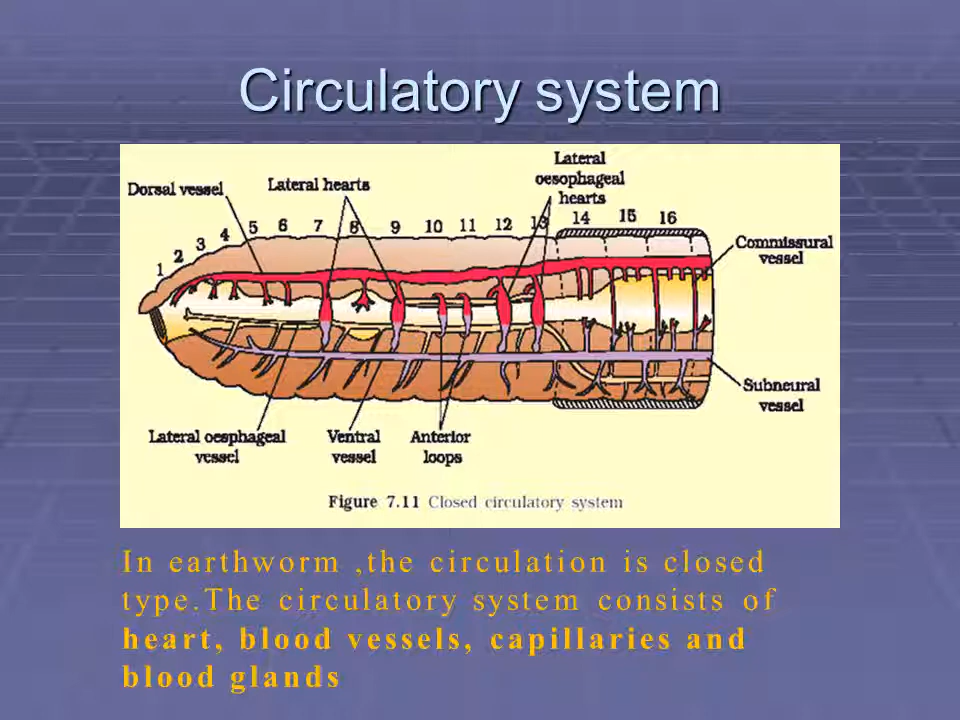 Circulatory system
Lateral
oesophageal
hearts
Dorsal vessel
Lateral hearts
1 2 3 4 5 6 7 8 9 10 11 12 13 14 15 16
Commissural
vessel
Subneural
vessel
Lateral oesphageal
vessel
Ventral
vessel
Anterior
loops
Figure 7.11 Closed circulatory system
In earthworm ,the circulation is closed
type.The circulatory system consists of
heart, blood vessels, capillaries and
blood glands